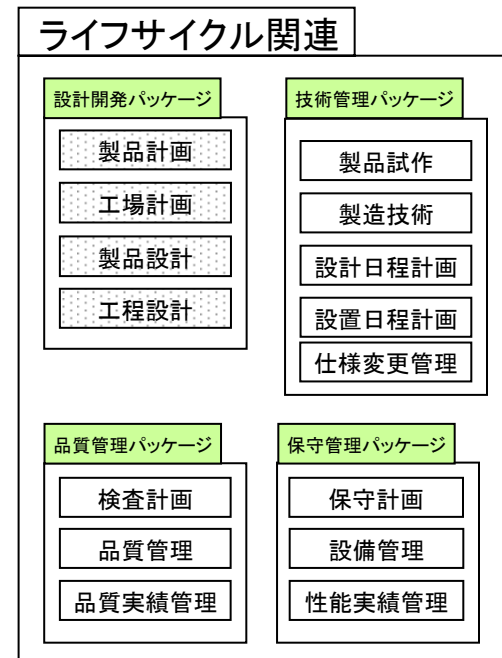 ライフサイクル関連
設計開発パッケージ
製品計画
工場計画
製品設計
工程設計
技術管理パッケージ
製品試作
製造技術
設計日程計画
設置日程計画
仕様変更管理
品質管理パッケージ
検査計画
品質管理
品質実績管理
保守管理パッケージ
保守計画
設備管理
性能実績管理